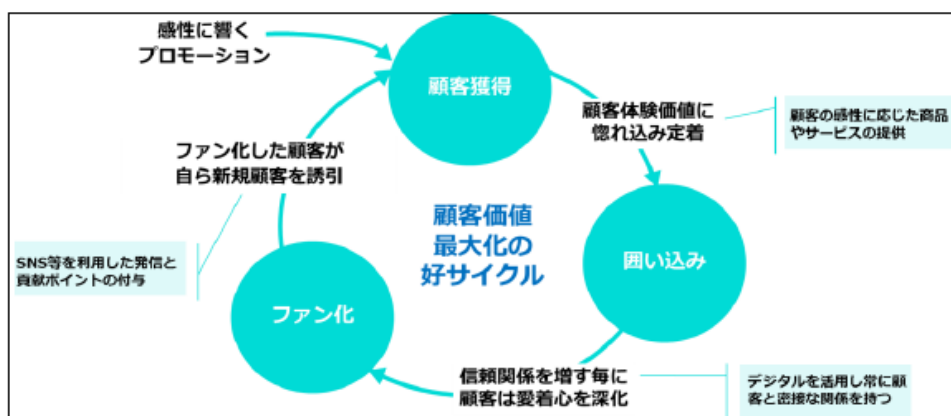 感性に響く
プロモーション
顧客獲得
顧客体験価値に
惚れ込み定着
顧客の感性に応じた商品
やサービスの提供
ファン化した顧客が
自ら新規顧客を誘引
顧客価値
最大化の
好サイクル
囲い込み
SNS等を利用した発信と
貢献ポイントの付与
ファン化
信頼関係を増す毎に
顧客は愛着心を深化
デジタルを活用し常に顧
客と密接な関係を持つ